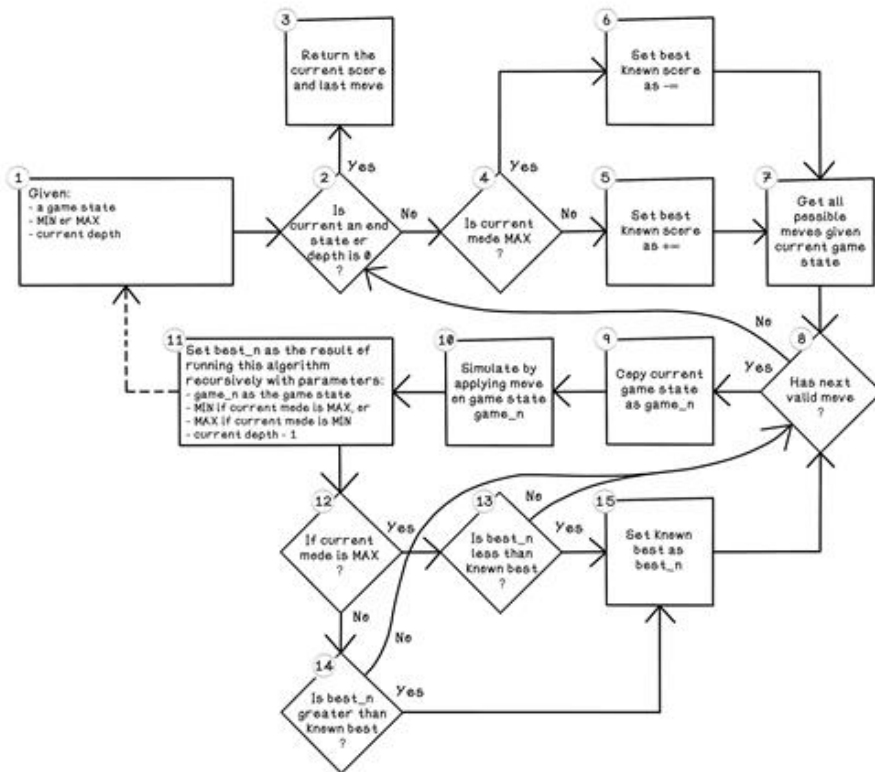 1
Given:
- a game state
- MIN or MAX
- current depth
2
Is
current an end
state or
depth is 0
?
Yes
No
3
Return the
current score
and last move
4
Is current
mode MAX
?
Yes
No
5
Set best
known score
as +∞
6
Set best
known score
as -∞
7
Get all
possible
moves given
current game
state
8
Has next
valid move
?
No
Yes
9
Copy current
game state
as game_n
10
Simulate by
applying move
on game state
game_n
11
Set best_n as the result of
running this algorithm
recursively with parameters:
- game_n as the game state
- MIN if current mode is MAX, or
- MAX if current mode is MIN
- current depth - 1
12
If current
mode is MAX
?
Yes
No
13
Is best_n
less than
known best
?
No
Yes
14
Is best_n
greater than
known best
?
No
Yes
15
Set known
best as
best_n